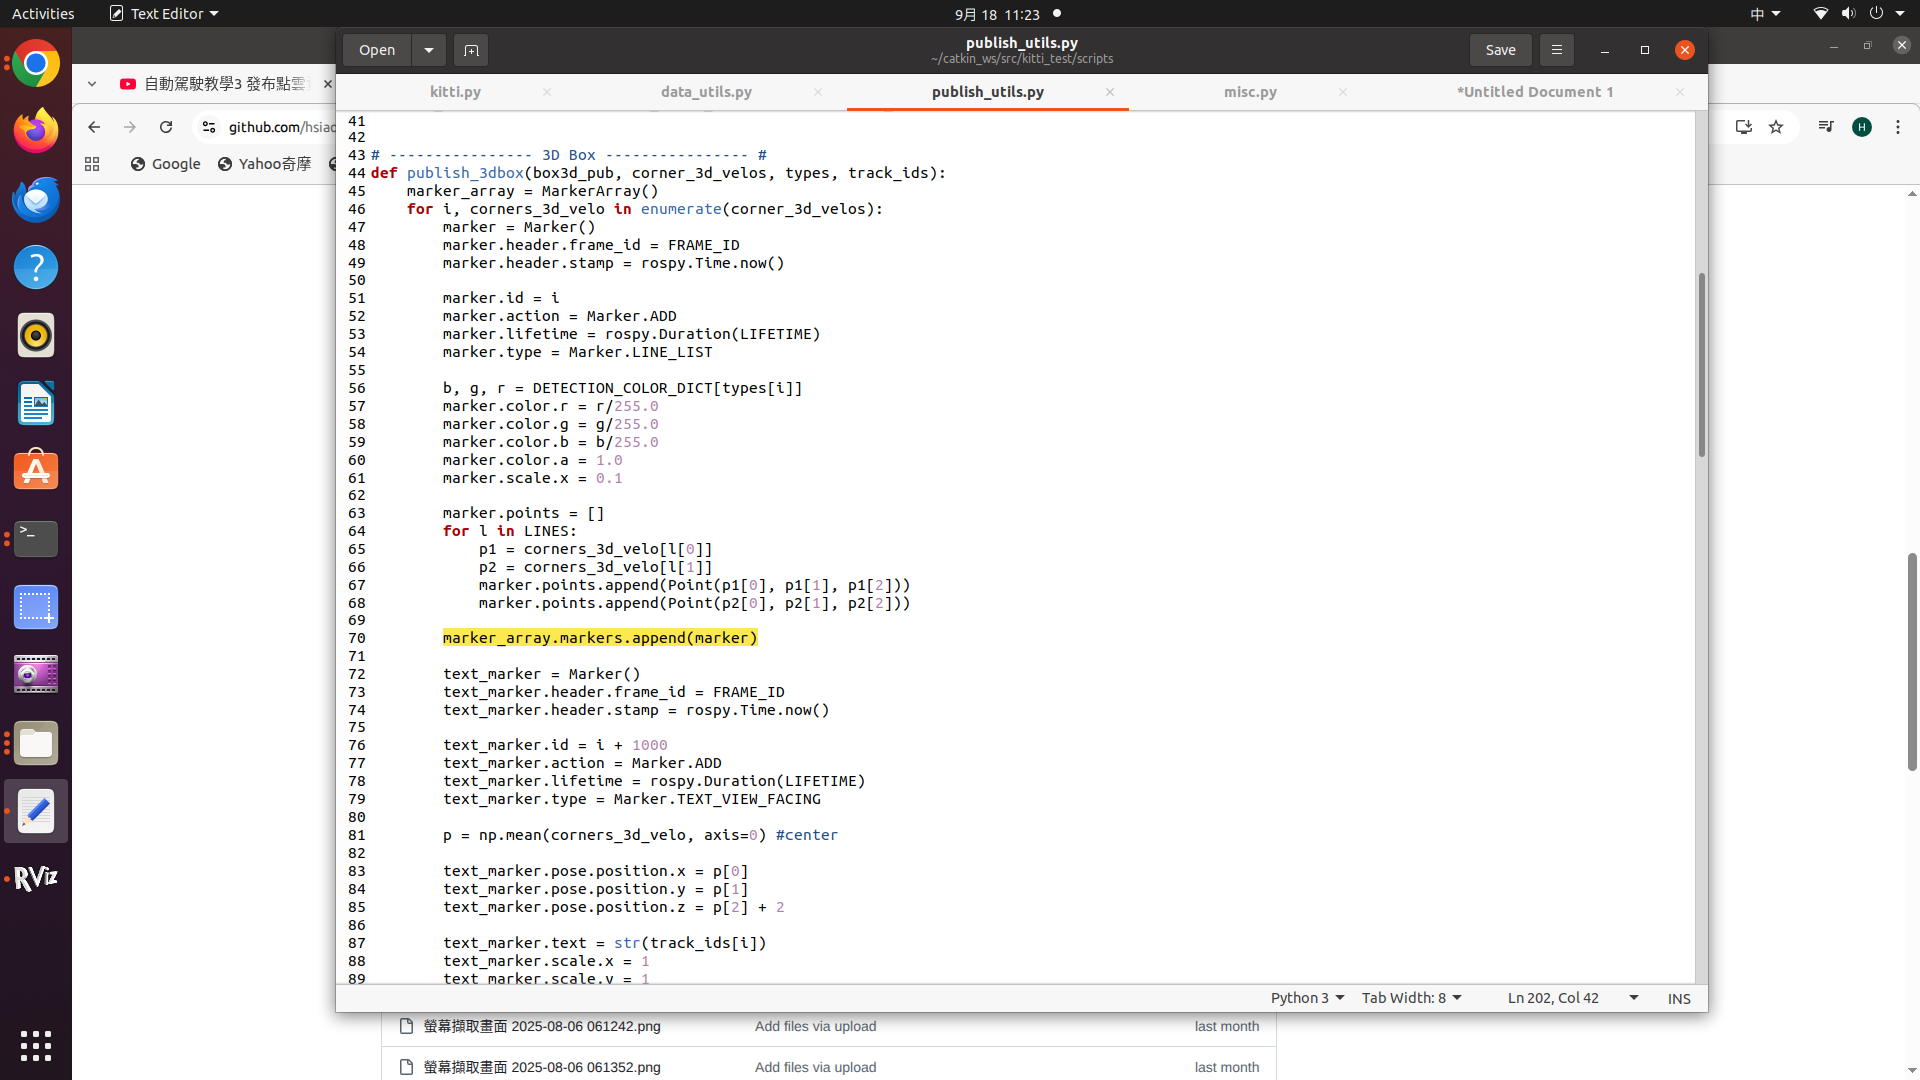 Activities
Text Editor
9月 18 11:23
中
Open
publish_utils.py
~/catkin_ws/src/kitti_test/scripts
Save
自動駕駛教學3 發布點雲
github.com/hsiao
Google
Yahoo奇摩
H
kitti.py
data_utils.py
publish_utils.py
misc.py
*Untitled Document 1
41
42
43 # ---------------- 3D Box ---------------- #
44 def publish_3dbox(box3d_pub, corner_3d_velos, types, track_ids):
45     marker_array = MarkerArray()
46     for i, corners_3d_velo in enumerate(corner_3d_velos):
47         marker = Marker()
48         marker.header.frame_id = FRAME_ID
49         marker.header.stamp = rospy.Time.now()
50
51         marker.id = i
52         marker.action = Marker.ADD
53         marker.lifetime = rospy.Duration(LIFETIME)
54         marker.type = Marker.LINE_LIST
55
56         b, g, r = DETECTION_COLOR_DICT[types[i]]
57         marker.color.r = r/255.0
58         marker.color.g = g/255.0
59         marker.color.b = b/255.0
60         marker.color.a = 1.0
61         marker.scale.x = 0.1
62
63         marker.points = []
64         for l in LINES:
65             p1 = corners_3d_velo[l[0]]
66             p2 = corners_3d_velo[l[1]]
67             marker.points.append(Point(p1[0], p1[1], p1[2]))
68             marker.points.append(Point(p2[0], p2[1], p2[2]))
69
70         marker_array.markers.append(marker)
71
72         text_marker = Marker()
73         text_marker.header.frame_id = FRAME_ID
74         text_marker.header.stamp = rospy.Time.now()
75
76         text_marker.id = i + 1000
77         text_marker.action = Marker.ADD
78         text_marker.lifetime = rospy.Duration(LIFETIME)
79         text_marker.type = Marker.TEXT_VIEW_FACING
80
81         p = np.mean(corners_3d_velo, axis=0) #center
82
83         text_marker.pose.position.x = p[0]
84         text_marker.pose.position.y = p[1]
85         text_marker.pose.position.z = p[2] + 2
86
87         text_marker.text = str(track_ids[i])
88         text_marker.scale.x = 1
89         text_marker.scale.y = 1
RViz
Python 3
Tab Width: 8
Ln 202, Col 42
INS
螢幕擷取畫面 2025-08-06 061242.png
Add files via upload
last month
螢幕擷取畫面 2025-08-06 061352.png
Add files via upload
last month